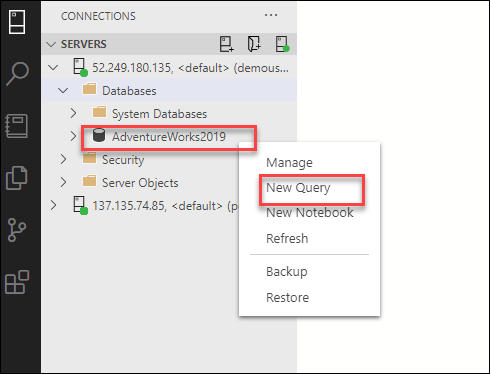 CONNECTIONS ...
SERVERS
52.249.180.135, <default> (demous...
Databases
System Databases
AdventureWorks2019
Security
Server Objects
137.135.74.85, <default> (p
Manage
New Query
New Notebook
Refresh
Backup
Restore